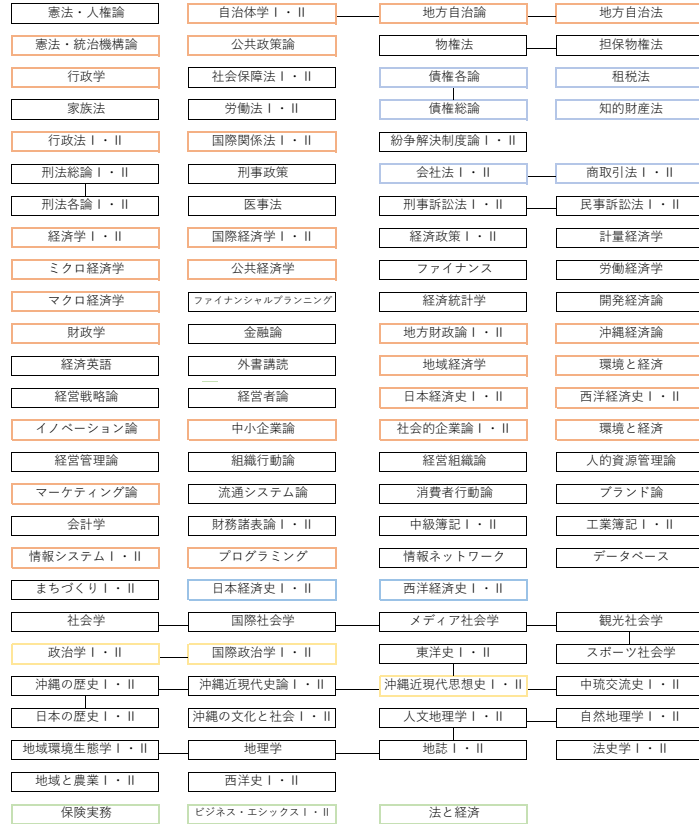 憲法・人権論
自治体学Ⅰ・Ⅱ
地方自治論
地方自治法
憲法・統治機構論
公共政策論
物権法
担保物権法
行政学
社会保障法Ⅰ・Ⅱ
債権各論
租税法
家族法
労働法Ⅰ・Ⅱ
債権総論
知的財産法
行政法Ⅰ・Ⅱ
国際関係法Ⅰ・Ⅱ
紛争解決制度論Ⅰ・Ⅱ
刑法総論Ⅰ・Ⅱ
刑事政策
会社法Ⅰ・Ⅱ
商取引法Ⅰ・Ⅱ
刑法各論Ⅰ・Ⅱ
医事法
刑事訴訟法Ⅰ・Ⅱ
民事訴訟法Ⅰ・Ⅱ
経済学Ⅰ・Ⅱ
国際経済学Ⅰ・Ⅱ
経済政策Ⅰ・Ⅱ
計量経済学
ミクロ経済学
公共経済学
ファイナンス
労働経済学
マクロ経済学
ファイナンシャルプランニング
経済統計学
開発経済論
財政学
金融論
地方財政論Ⅰ・Ⅱ
沖縄経済論
経済英語
外書講読
地域経済学
環境と経済
経営戦略論
経営者論
日本経済史Ⅰ・Ⅱ
西洋経済史Ⅰ・Ⅱ
イノベーション論
中小企業論
社会的企業論Ⅰ・Ⅱ
環境と経済
経営管理論
組織行動論
経営組織論
人的資源管理論
マーケティング論
流通システム論
消費者行動論
ブランド論
会計学
財務諸表論Ⅰ・Ⅱ
中級簿記Ⅰ・Ⅱ
工業簿記Ⅰ・Ⅱ
情報システムⅠ・Ⅱ
プログラミング
情報ネットワーク
データベース
まちづくりⅠ・Ⅱ
日本経済史Ⅰ・Ⅱ
西洋経済史Ⅰ・Ⅱ
社会学
国際社会学
メディア社会学
観光社会学
政治学Ⅰ・Ⅱ
国際政治学Ⅰ・Ⅱ
東洋史Ⅰ・Ⅱ
スポーツ社会学
沖縄の歴史Ⅰ・Ⅱ
沖縄近現代史論Ⅰ・Ⅱ
沖縄近現代思想史Ⅰ・Ⅱ
中琉交流史Ⅰ・Ⅱ
日本の歴史Ⅰ・Ⅱ
沖縄の文化と社会Ⅰ・Ⅱ
人文地理学Ⅰ・Ⅱ
自然地理学Ⅰ・Ⅱ
地域環境生態学Ⅰ・Ⅱ
地理学
地誌Ⅰ・Ⅱ
法史学Ⅰ・Ⅱ
地域と農業Ⅰ・Ⅱ
西洋史Ⅰ・Ⅱ
保険実務
ビジネス・エシックスⅠ・Ⅱ
法と経済